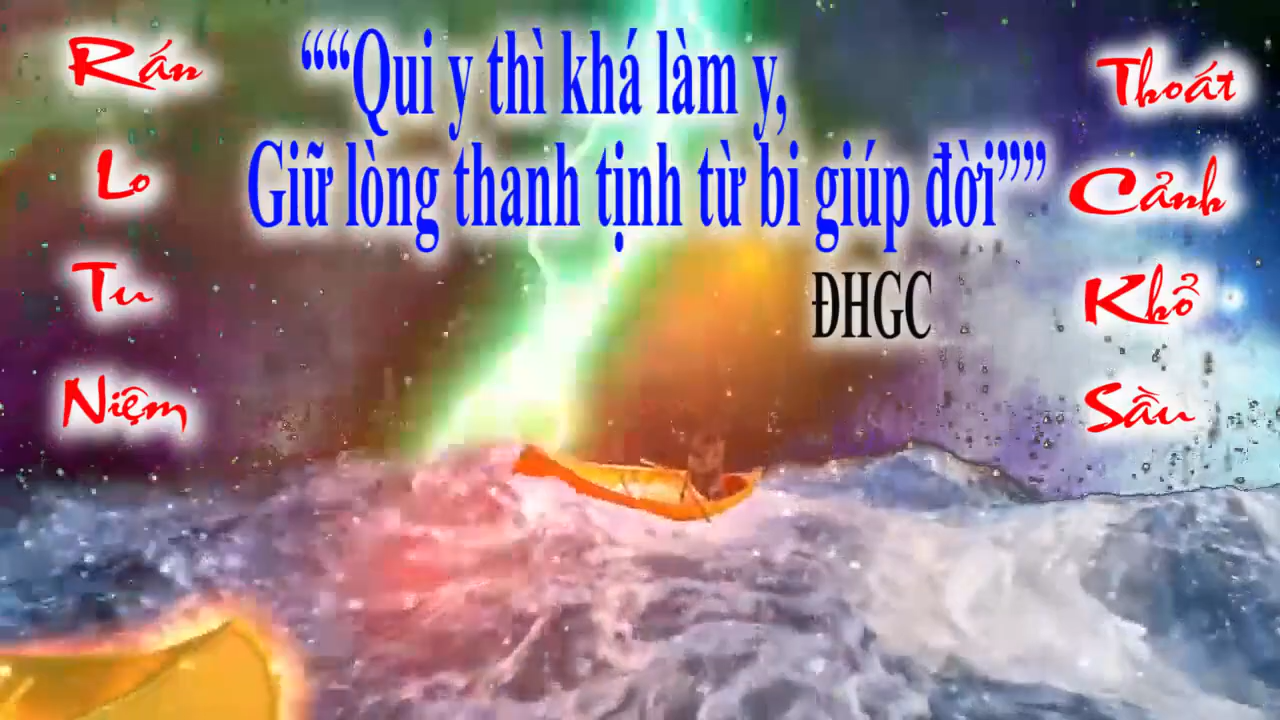 Rấn
Lo
Tu
Niệm
““Qui y thì khá làm y,
Giữ lòng thanh tịnh từ bi giúp đời””
ĐHGC
Thoát
Cảnh
Khổ
Sầu